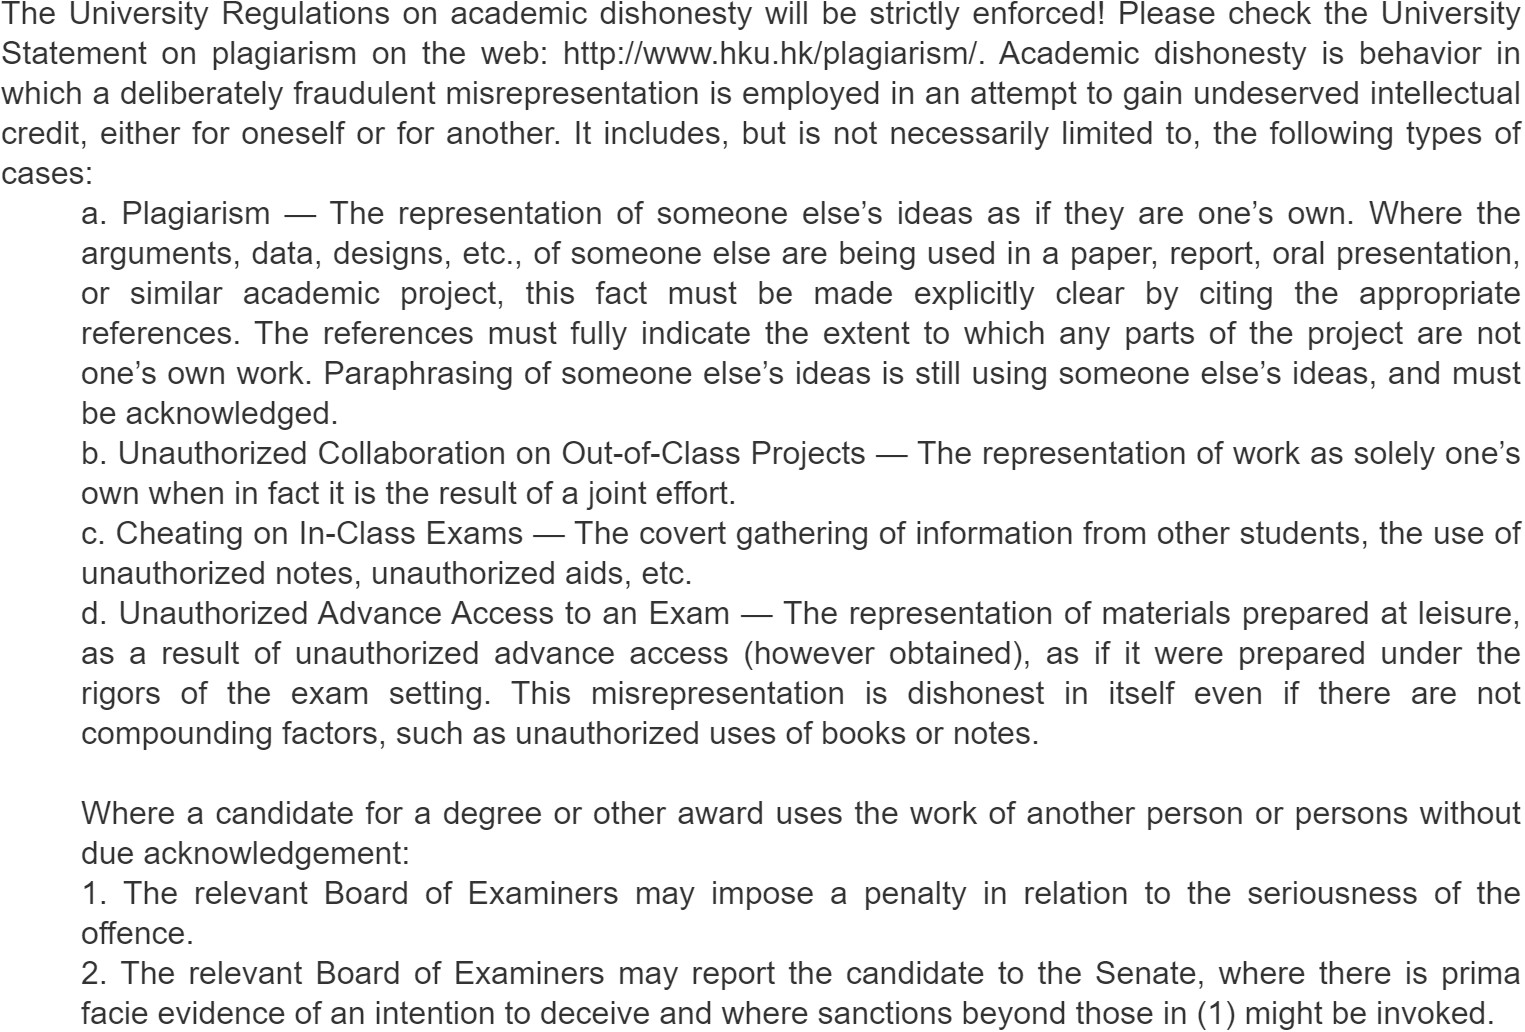 The University Regulations on academic dishonesty will be strictly enforced! Please check the University
Statement on plagiarism on the web: http://www.hku.hk/plagiarism/. Academic dishonesty is behavior in
which a deliberately fraudulent misrepresentation is employed in an attempt to gain undeserved intellectual
credit, either for oneself or for another. It includes, but is not necessarily limited to, the following types of
cases:
a. Plagiarism — The representation of someone else’s ideas as if they are one’s own. Where the
arguments, data, designs, etc., of someone else are being used in a paper, report, oral presentation,
or similar academic project, this fact must be made explicitly clear by citing the appropriate
references. The references must fully indicate the extent to which any parts of the project are not
one’s own work. Paraphrasing of someone else’s ideas is still using someone else’s ideas, and must
be acknowledged.
b. Unauthorized Collaboration on Out-of-Class Projects — The representation of work as solely one’s
own when in fact it is the result of a joint effort.
c. Cheating on In-Class Exams — The covert gathering of information from other students, the use of
unauthorized notes, unauthorized aids, etc.
d. Unauthorized Advance Access to an Exam — The representation of materials prepared at leisure,
as a result of unauthorized advance access (however obtained), as if it were prepared under the
rigors of the exam setting. This misrepresentation is dishonest in itself even if there are not
compounding factors, such as unauthorized uses of books or notes.
Where a candidate for a degree or other award uses the work of another person or persons without
due acknowledgement:
1. The relevant Board of Examiners may impose a penalty in relation to the seriousness of the
offence.
2. The relevant Board of Examiners may report the candidate to the Senate, where there is prima
facie evidence of an intention to deceive and where sanctions beyond those in (1) might be invoked.